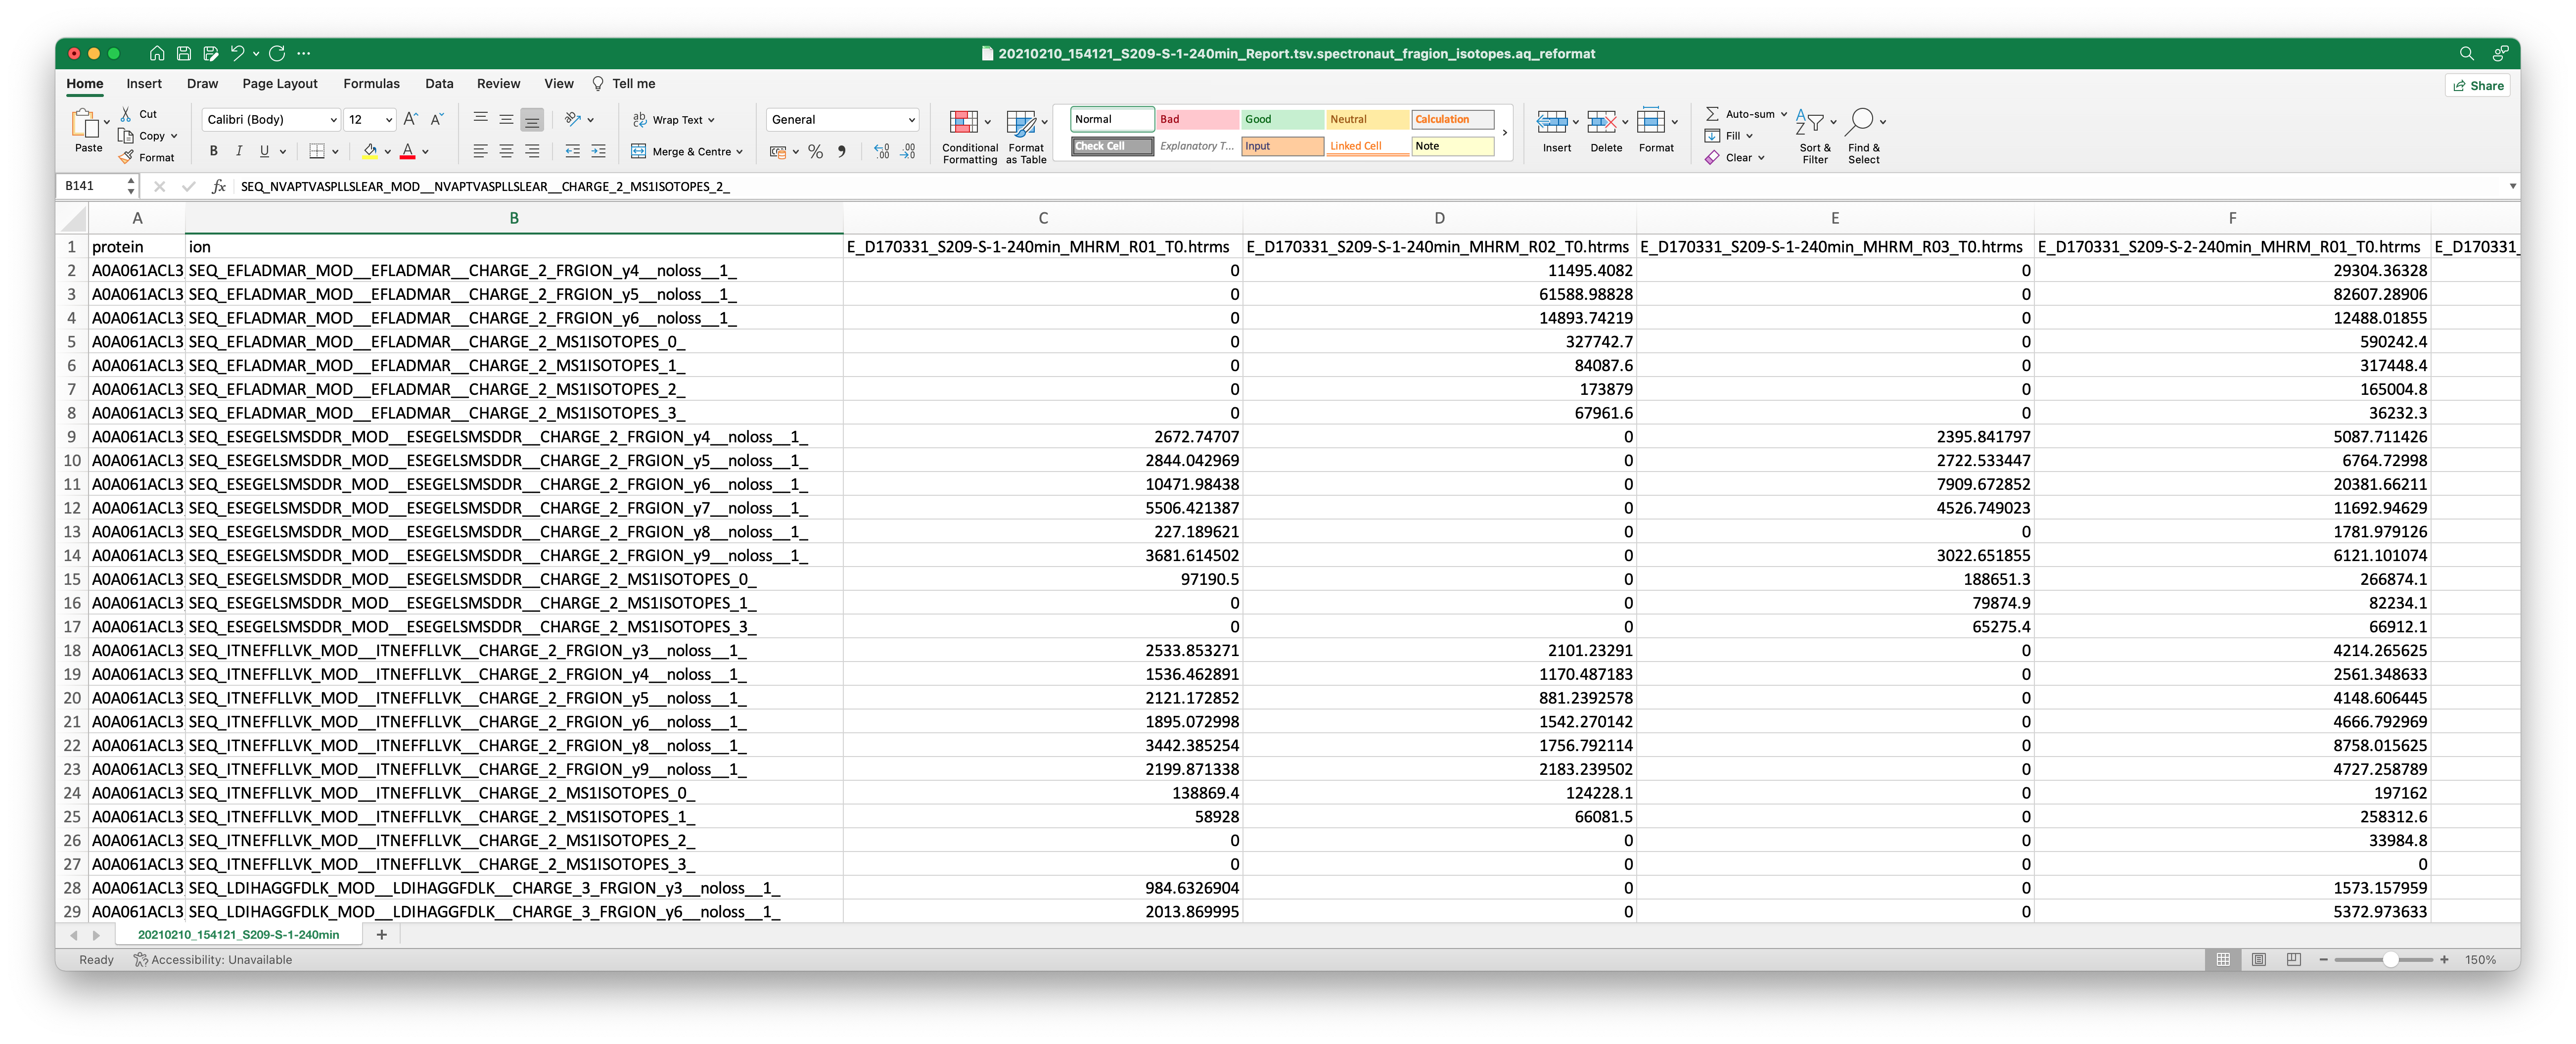 20210210_154121_S209-S-1-240min_Report.tsv.spectronaut_fragion_isotopes.aq_reformat
Home Insert Draw Page Layout Formulas Data Review View Tell me Share
Paste Cut Copy Format
Calibri (Body) 12
B I U
Wrap Text Merge & Centre
General
Conditional Formatting Format as Table
Normal Bad Good Neutral Calculation
Check Cell Explanatory T... Input Linked Cell Note
Insert Delete Format
Auto-sum Fill Clear
Sort & Filter Find & Select
B141 fx SEQ_NVAPTVASPLLSLEAR_MOD__NVAPTVASPLLSLEAR__CHARGE_2_MS1ISOTOPES_2_
A B C D E F
1 protein ion E_D170331_S209-S-1-240min_MHRM_R01_T0.htrms E_D170331_S209-S-1-240min_MHRM_R02_T0.htrms E_D170331_S209-S-1-240min_MHRM_R03_T0.htrms E_D170331_S209-S-2-240min_MHRM_R01_T0.htrms E_D170331_
2 A0A061ACL3 SEQ_EFLADMAR_MOD__EFLADMAR__CHARGE_2_FRGION_y4__noloss__1_ 0 11495.4082 0 29304.36328
3 A0A061ACL3 SEQ_EFLADMAR_MOD__EFLADMAR__CHARGE_2_FRGION_y5__noloss__1_ 0 61588.98828 0 82607.28906
4 A0A061ACL3 SEQ_EFLADMAR_MOD__EFLADMAR__CHARGE_2_FRGION_y6__noloss__1_ 0 14893.74219 0 12488.01855
5 A0A061ACL3 SEQ_EFLADMAR_MOD__EFLADMAR__CHARGE_2_MS1ISOTOPES_0_ 0 327742.7 0 590242.4
6 A0A061ACL3 SEQ_EFLADMAR_MOD__EFLADMAR__CHARGE_2_MS1ISOTOPES_1_ 0 84087.6 0 317448.4
7 A0A061ACL3 SEQ_EFLADMAR_MOD__EFLADMAR__CHARGE_2_MS1ISOTOPES_2_ 0 173879 0 165004.8
8 A0A061ACL3 SEQ_EFLADMAR_MOD__EFLADMAR__CHARGE_2_MS1ISOTOPES_3_ 0 67961.6 0 36232.3
9 A0A061ACL3 SEQ_ESEGELSMSDDR_MOD__ESEGELSMSDDR__CHARGE_2_FRGION_y4__noloss__1_ 2672.74707 0 2395.841797 5087.711426
10 A0A061ACL3 SEQ_ESEGELSMSDDR_MOD__ESEGELSMSDDR__CHARGE_2_FRGION_y5__noloss__1_ 2844.042969 0 2722.533447 6764.72998
11 A0A061ACL3 SEQ_ESEGELSMSDDR_MOD__ESEGELSMSDDR__CHARGE_2_FRGION_y6__noloss__1_ 10471.98438 0 7909.672852 20381.66211
12 A0A061ACL3 SEQ_ESEGELSMSDDR_MOD__ESEGELSMSDDR__CHARGE_2_FRGION_y7__noloss__1_ 5506.421387 0 4526.749023 11692.94629
13 A0A061ACL3 SEQ_ESEGELSMSDDR_MOD__ESEGELSMSDDR__CHARGE_2_FRGION_y8__noloss__1_ 227.189621 0 0 1781.979126
14 A0A061ACL3 SEQ_ESEGELSMSDDR_MOD__ESEGELSMSDDR__CHARGE_2_FRGION_y9__noloss__1_ 3681.614502 0 3022.651855 6121.101074
15 A0A061ACL3 SEQ_ESEGELSMSDDR_MOD__ESEGELSMSDDR__CHARGE_2_MS1ISOTOPES_0_ 97190.5 0 188651.3 266874.1
16 A0A061ACL3 SEQ_ESEGELSMSDDR_MOD__ESEGELSMSDDR__CHARGE_2_MS1ISOTOPES_1_ 0 0 79874.9 82234.1
17 A0A061ACL3 SEQ_ESEGELSMSDDR_MOD__ESEGELSMSDDR__CHARGE_2_MS1ISOTOPES_3_ 0 0 65275.4 66912.1
18 A0A061ACL3 SEQ_ITNEFFLLVK_MOD__ITNEFFLLVK__CHARGE_2_FRGION_y3__noloss__1_ 2533.853271 2101.23291 0 4214.265625
19 A0A061ACL3 SEQ_ITNEFFLLVK_MOD__ITNEFFLLVK__CHARGE_2_FRGION_y4__noloss__1_ 1536.462891 1170.487183 0 2561.348633
20 A0A061ACL3 SEQ_ITNEFFLLVK_MOD__ITNEFFLLVK__CHARGE_2_FRGION_y5__noloss__1_ 2121.172852 881.2392578 0 4148.606445
21 A0A061ACL3 SEQ_ITNEFFLLVK_MOD__ITNEFFLLVK__CHARGE_2_FRGION_y6__noloss__1_ 1895.072998 1542.270142 0 4666.792969
22 A0A061ACL3 SEQ_ITNEFFLLVK_MOD__ITNEFFLLVK__CHARGE_2_FRGION_y8__noloss__1_ 3442.385254 1756.792114 0 8758.015625
23 A0A061ACL3 SEQ_ITNEFFLLVK_MOD__ITNEFFLLVK__CHARGE_2_FRGION_y9__noloss__1_ 2199.871338 2183.239502 0 4727.258789
24 A0A061ACL3 SEQ_ITNEFFLLVK_MOD__ITNEFFLLVK__CHARGE_2_MS1ISOTOPES_0_ 138869.4 124228.1 0 197162
25 A0A061ACL3 SEQ_ITNEFFLLVK_MOD__ITNEFFLLVK__CHARGE_2_MS1ISOTOPES_1_ 58928 66081.5 0 258312.6
26 A0A061ACL3 SEQ_ITNEFFLLVK_MOD__ITNEFFLLVK__CHARGE_2_MS1ISOTOPES_2_ 0 0 0 33984.8
27 A0A061ACL3 SEQ_ITNEFFLLVK_MOD__ITNEFFLLVK__CHARGE_2_MS1ISOTOPES_3_ 0 0 0 0
28 A0A061ACL3 SEQ_LDIHAGGFDLK_MOD__LDIHAGGFDLK__CHARGE_3_FRGION_y3__noloss__1_ 984.6326904 0 0 1573.157959
29 A0A061ACL3 SEQ_LDIHAGGFDLK_MOD__LDIHAGGFDLK__CHARGE_3_FRGION_y6__noloss__1_ 2013.869995 0 0 5372.973633
20210210_154121_S209-S-1-240min +
Ready Accessibility: Unavailable 150%